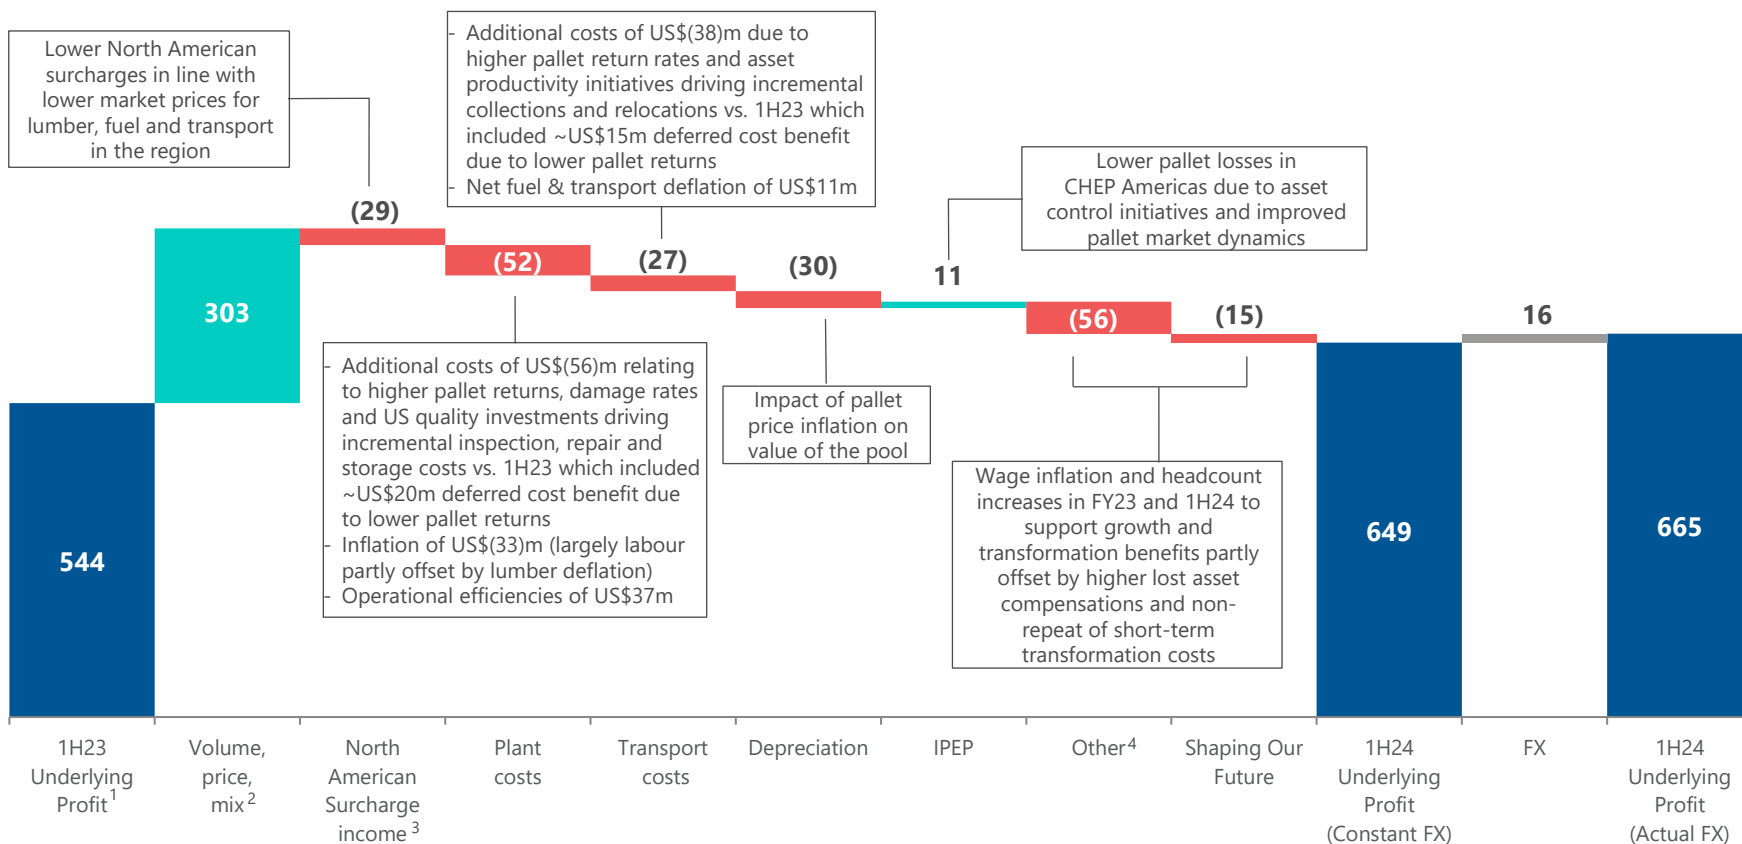 Lower North American
surcharges in line with
lower market prices for
lumber, fuel and transport
in the region
- Additional costs of US$(38)m due to
higher pallet return rates and asset
productivity initiatives driving incremental
collections and relocations vs. 1H23 which
included ~US$15m deferred cost benefit
due to lower pallet returns
- Net fuel & transport deflation of US$11m
Lower pallet losses in
CHEP Americas due to asset
control initiatives and improved
pallet market dynamics
544
303
(29)
(52)
(27)
(30)
11
(56)
(15)
649
16
665
- Additional costs of US$(56)m relating
to higher pallet returns, damage rates
and US quality investments driving
incremental inspection, repair and
storage costs vs. 1H23 which included
~US$20m deferred cost benefit due
to lower pallet returns
- Inflation of US$(33)m (largely labour
partly offset by lumber deflation)
- Operational efficiencies of US$37m
Impact of pallet
price inflation on
value of the pool
Wage inflation and headcount
increases in FY23 and 1H24 to
support growth and
transformation benefits partly
offset by higher lost asset
compensations and non-
repeat of short-term
transformation costs
1H23
Underlying
Profit1
Volume,
price,
mix2
North
American
Surcharge
income3
Plant
costs
Transport
costs
Depreciation
IPEP
Other4
Shaping Our
Future
1H24
Underlying
Profit
(Constant FX)
FX
1H24
Underlying
Profit
(Actual FX)